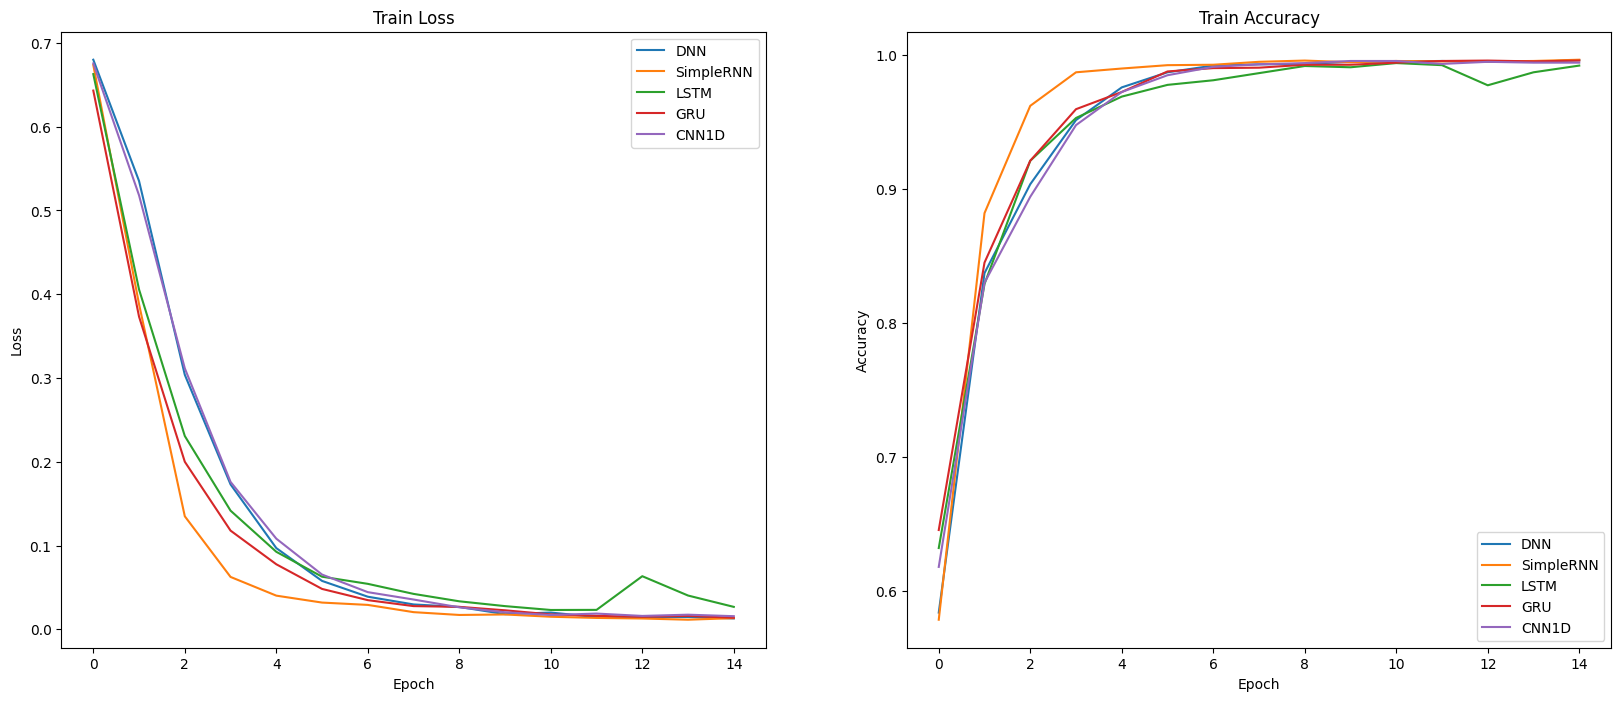 Train Loss
Loss
0.7
0.6
0.5
0.4
0.3
0.2
0.1
0.0
DNN
SimpleRNN
LSTM
GRU
CNN1D
0 2 4 6 8 10 12 14
Epoch
Train Accuracy
Accuracy
1.0
0.9
0.8
0.7
0.6
DNN
SimpleRNN
LSTM
GRU
CNN1D
0 2 4 6 8 10 12 14
Epoch